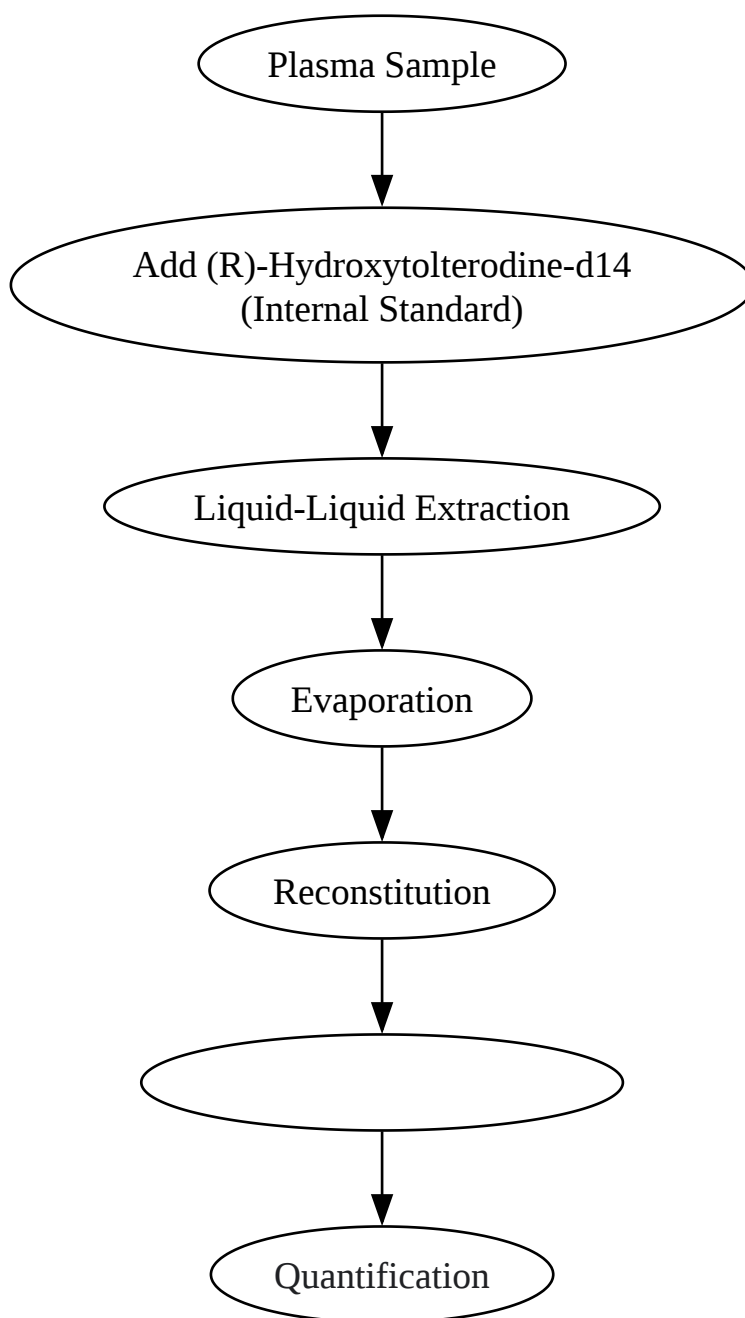 Plasma Sample
Add (R)-Hydroxytolterodine-d14
(Internal Standard)
Liquid-Liquid Extraction
Evaporation
Reconstitution
Quantification